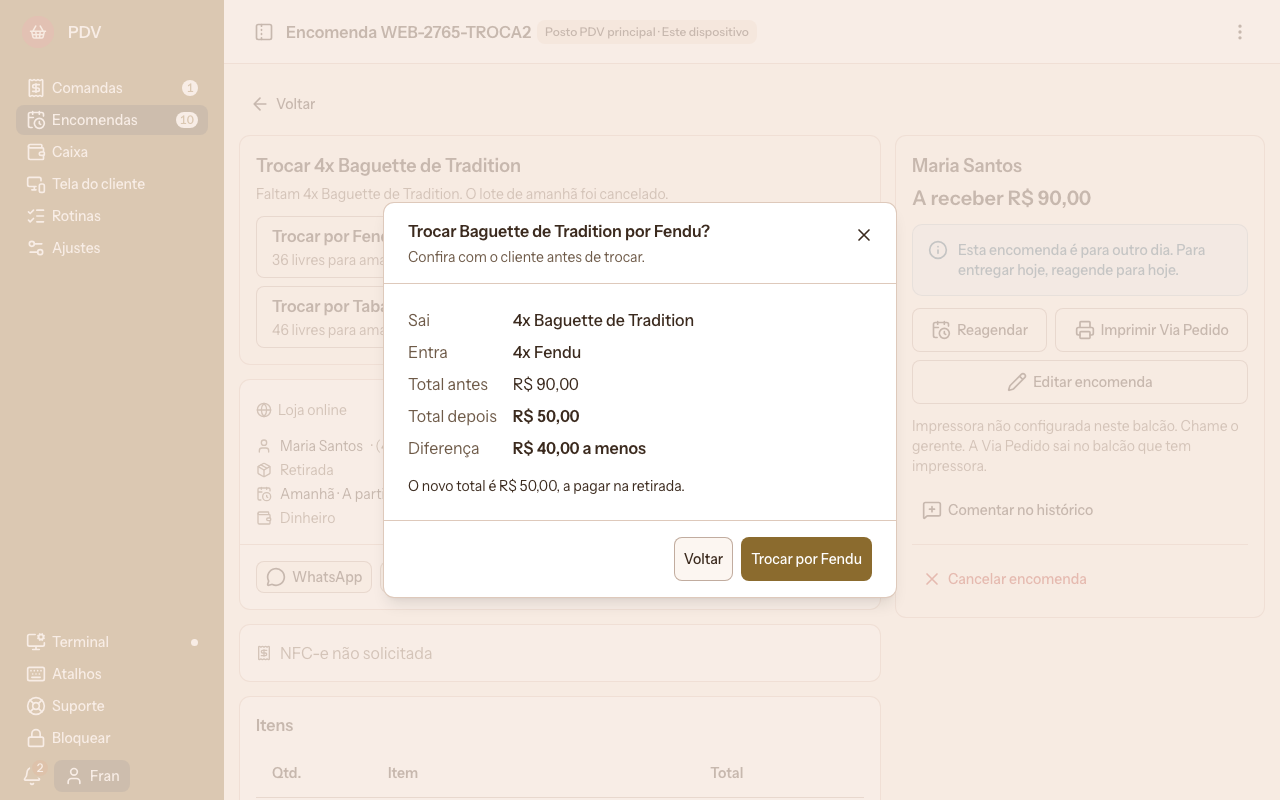 PDV
Comandas 1
Encomendas 10
Caixa
Tela do cliente
Rotinas
Ajustes
Terminal
Atalhos
Suporte
Bloquear
2
Fran
Encomenda WEB-2765-TROCA2 Posto PDV principal · Este dispositivo
Voltar
Trocar 4x Baguette de Tradition
Faltam 4x Baguette de Tradition. O lote de amanhã foi cancelado.
Trocar por
36 livres para
Trocar por
46 livres para
Loja online
Maria Santos ·
Retirada
Amanhã · A
Dinheiro
WhatsApp
NFC-e não solicitada
Itens
Qtd. Item Total
Trocar Baguette de Tradition por Fendu?
Confira com o cliente antes de trocar.
Sai 4x Baguette de Tradition
Entra 4x Fendu
Total antes R$ 90,00
Total depois R$ 50,00
Diferença R$ 40,00 a menos
O novo total é R$ 50,00, a pagar na retirada.
Voltar Trocar por Fendu
Maria Santos
A receber R$ 90,00
Esta encomenda é para outro dia. Para
entregar hoje, reagende para hoje.
Reagendar Imprimir Via Pedido
Editar encomenda
Impressora não configurada neste balcão. Chame o
gerente. A Via Pedido sai no balcão que tem
impressora.
Comentar no histórico
Cancelar encomenda